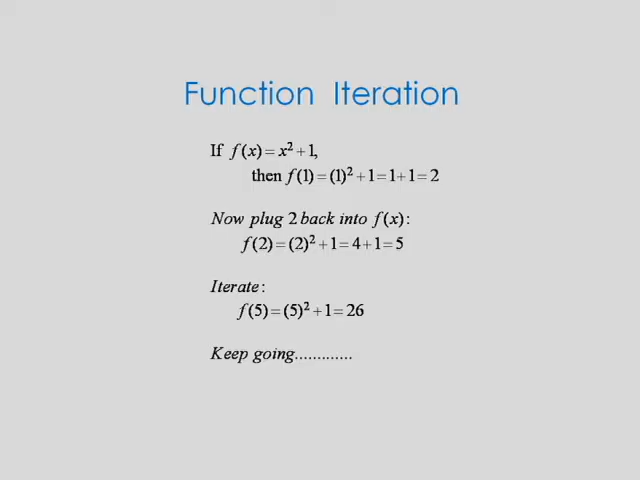 Function Iteration
If f(x) = x² + 1,
then f(1) = (1)² + 1 = 1 + 1 = 2
Now plug 2 back into f(x):
f(2) = (2)² + 1 = 4 + 1 = 5
Iterate:
f(5) = (5)² + 1 = 26
Keep going.............